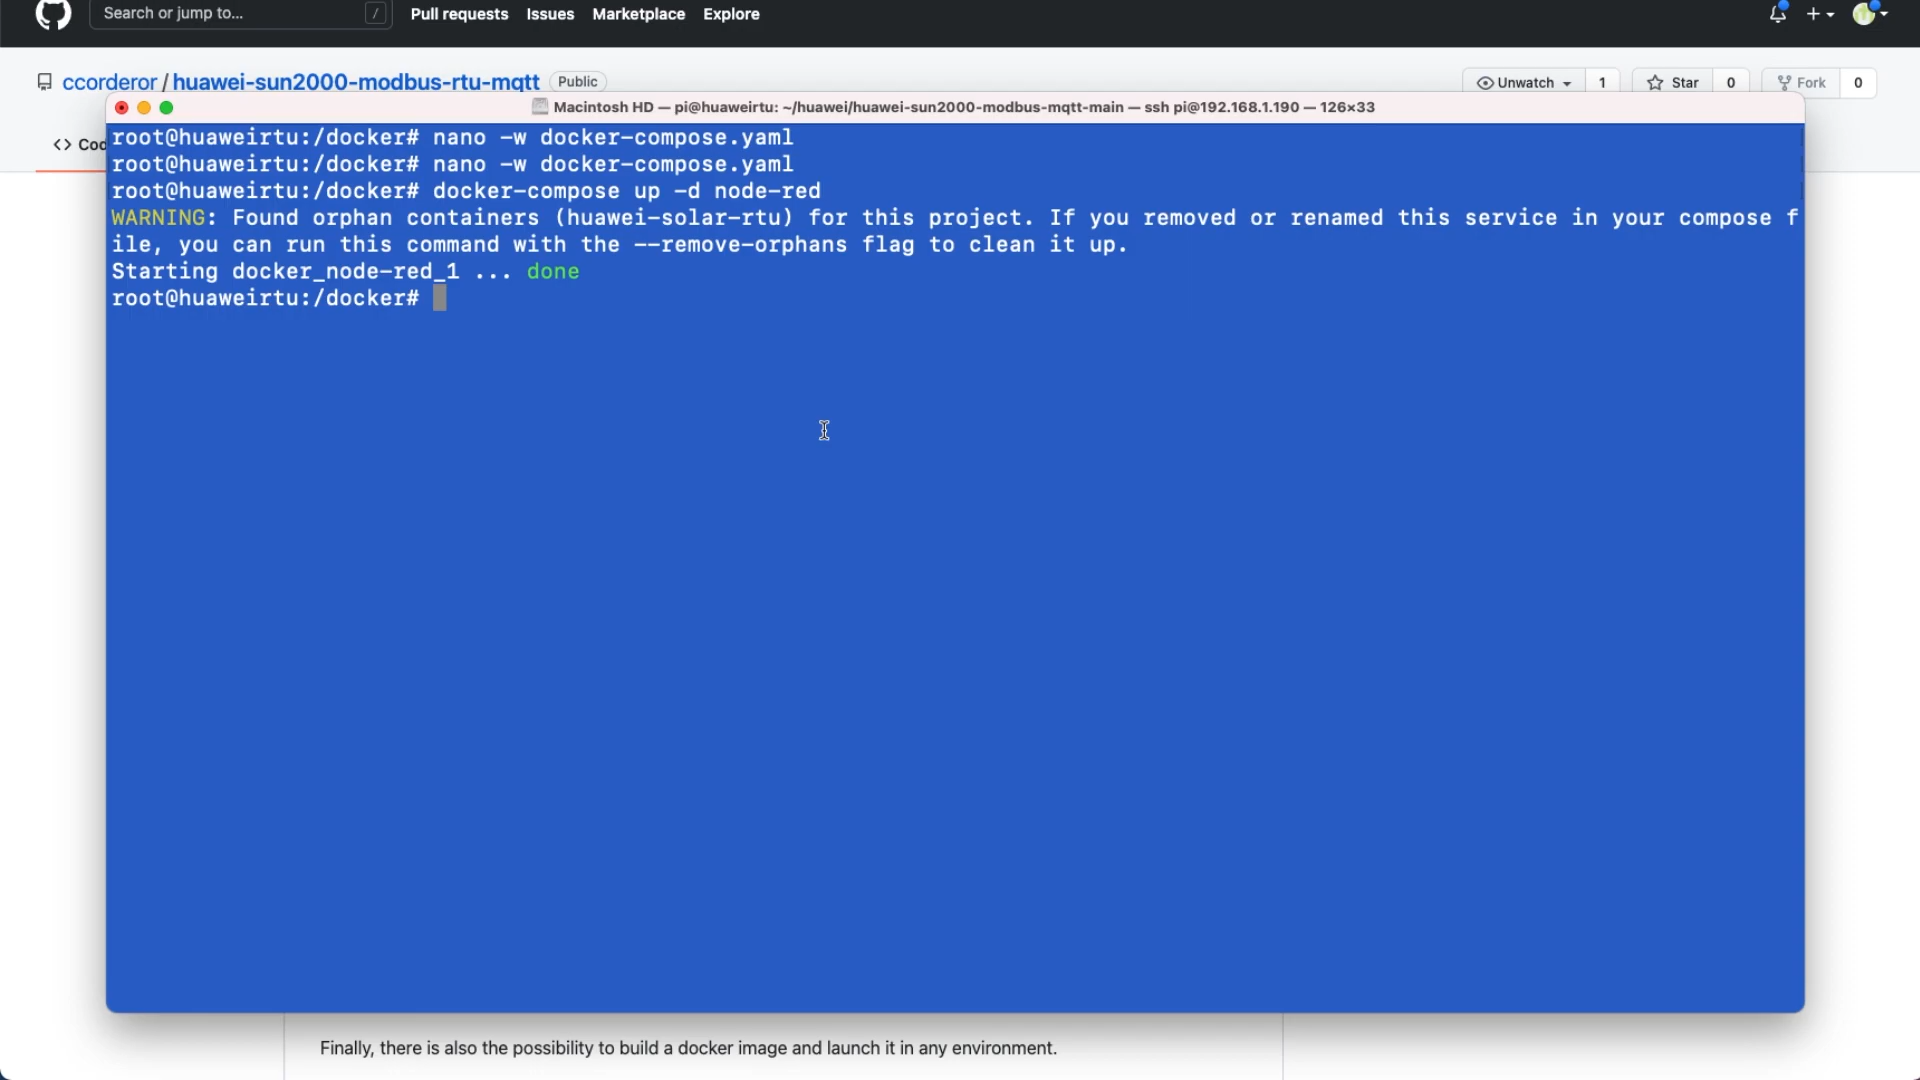 Search or jump to... /
Pull requests Issues Marketplace Explore
ccorderor / huawei-sun2000-modbus-rtu-mqtt Public
Unwatch 1 Star 0 Fork 0
Macintosh HD — pi@huaweirtu: ~/huawei/huawei-sun2000-modbus-mqtt-main — ssh pi@192.168.1.190 — 126×33
<> Cod
root@huaweirtu:/docker# nano -w docker-compose.yaml
root@huaweirtu:/docker# nano -w docker-compose.yaml
root@huaweirtu:/docker# docker-compose up -d node-red
WARNING: Found orphan containers (huawei-solar-rtu) for this project. If you removed or renamed this service in your compose f
ile, you can run this command with the --remove-orphans flag to clean it up.
Starting docker_node-red_1 ... done
root@huaweirtu:/docker#
Finally, there is also the possibility to build a docker image and launch it in any environment.